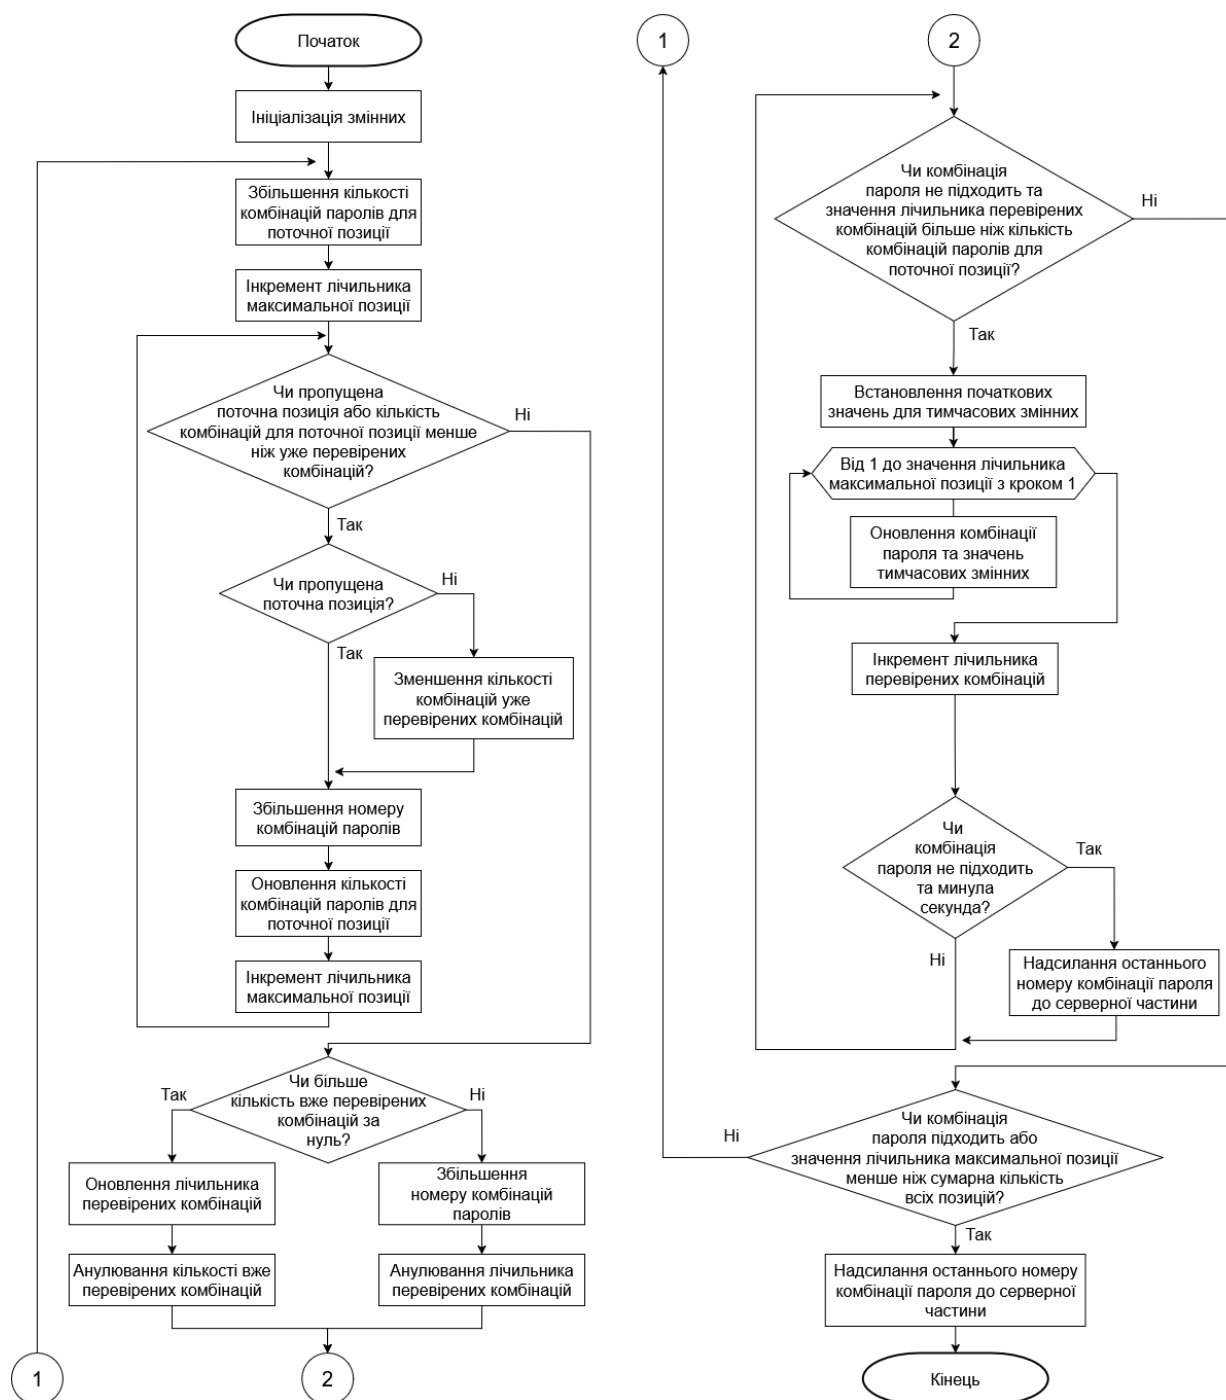 Початок
Ініціалізація змінних
Збільшення кількості
комбінацій паролів для
поточної позиції
Інкремент лічильника
максимальної позиції
Чи пропущена
поточна позиція або кількість
комбінацій для поточної позиції менше
ніж уже перевірених
комбінацій?
Ні
Так
Чи пропущена
поточна позиція?
Ні
Так
Зменшення кількості
комбінацій уже
перевірених комбінацій
Збільшення номеру
комбінацій паролів
Оновлення кількості
комбінацій паролів для
поточної позиції
Інкремент лічильника
максимальної позиції
Чи більше
кількість вже перевірених
комбінацій за
нуль?
Так
Ні
Оновлення лічильника
перевірених комбінацій
Збільшення
номеру комбінацій
паролів
Анулювання кількості вже
перевірених комбінацій
Анулювання лічильника
перевірених комбінацій
1
2
1
2
Чи комбінація
пароля не підходить та
значення лічильника перевірених
комбінацій більше ніж кількість
комбінацій паролів для
поточної позиції?
Ні
Так
Встановлення початкових
значень для тимчасових змінних
Від 1 до значення лічильника
максимальної позиції з кроком 1
Оновлення комбінації
пароля та значень
тимчасових змінних
Інкремент лічильника
перевірених комбінацій
Чи
комбінація
пароля не підходить
та минула
секунда?
Так
Ні
Надсилання останнього
номеру комбінації пароля
до серверної частини
Чи комбінація
пароля підходить або
значення лічильника максимальної позиції
менше ніж сумарна кількість
всіх позицій?
Ні
Так
Надсилання останнього номеру
комбінації пароля до серверної
частини
Кінець